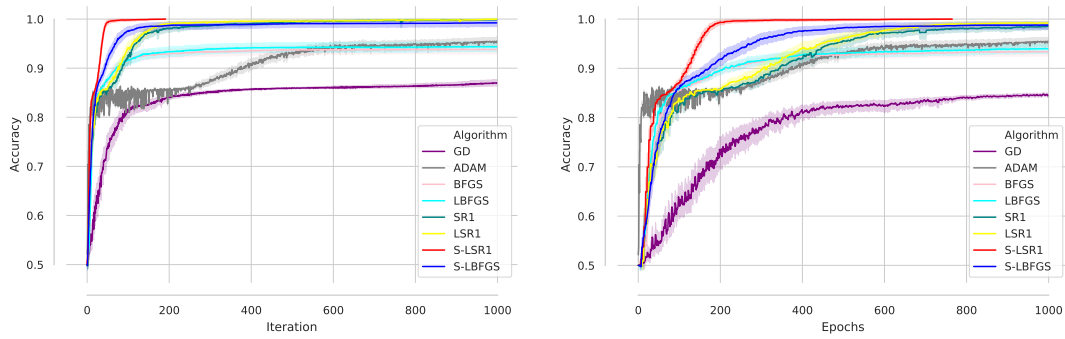 1.0
0.9
0.8
0.7
0.6
0.5
Accuracy
0
200
400
600
800
1000
Iteration
Algorithm
GD
ADAM
BFGS
LBFGS
SR1
LSR1
S-LSR1
S-LBFGS
1.0
0.9
0.8
0.7
0.6
0.5
Accuracy
0
200
400
600
800
1000
Epochs
Algorithm
GD
ADAM
BFGS
LBFGS
SR1
LSR1
S-LSR1
S-LBFGS